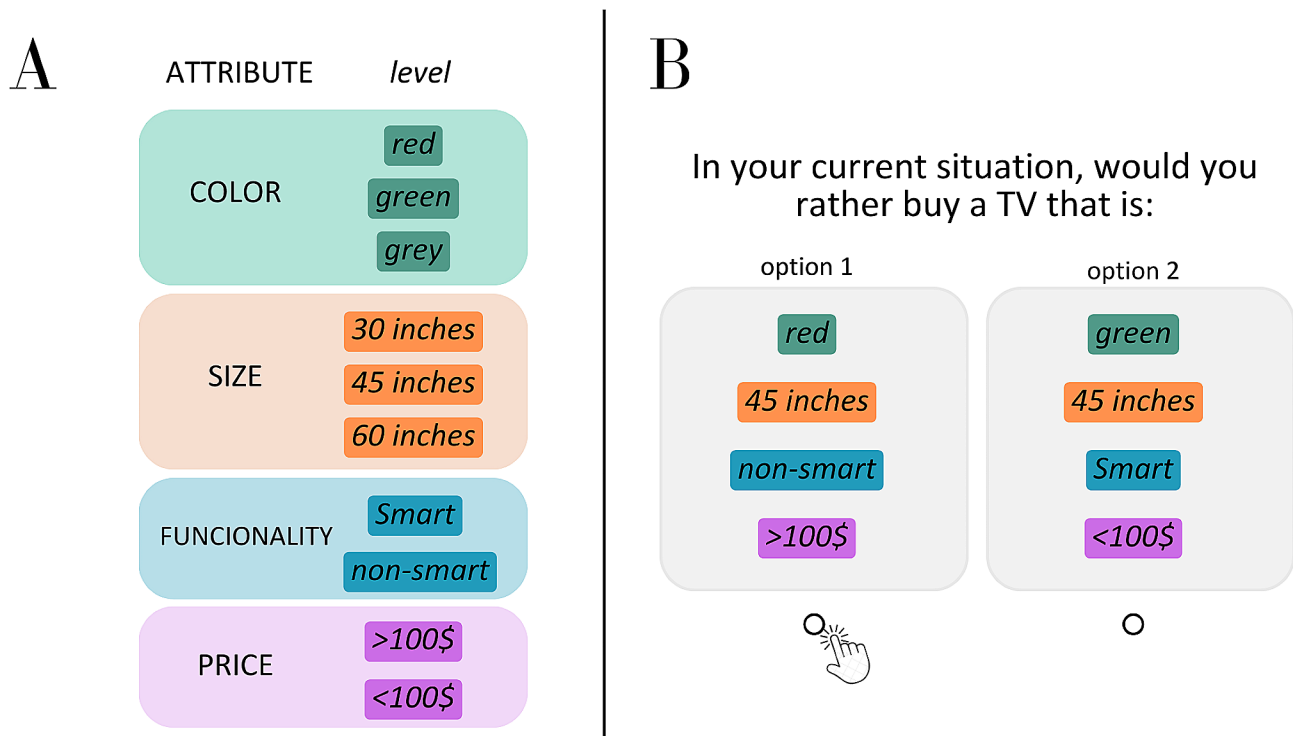 A
ATTRIBUTE level
COLOR
red
green
grey
SIZE
30 inches
45 inches
60 inches
FUNCIONALITY
Smart
non-smart
PRICE
>100$
<100$
B
In your current situation, would you
rather buy a TV that is:
option 1
red
45 inches
non-smart
>100$
option 2
green
45 inches
Smart
<100$